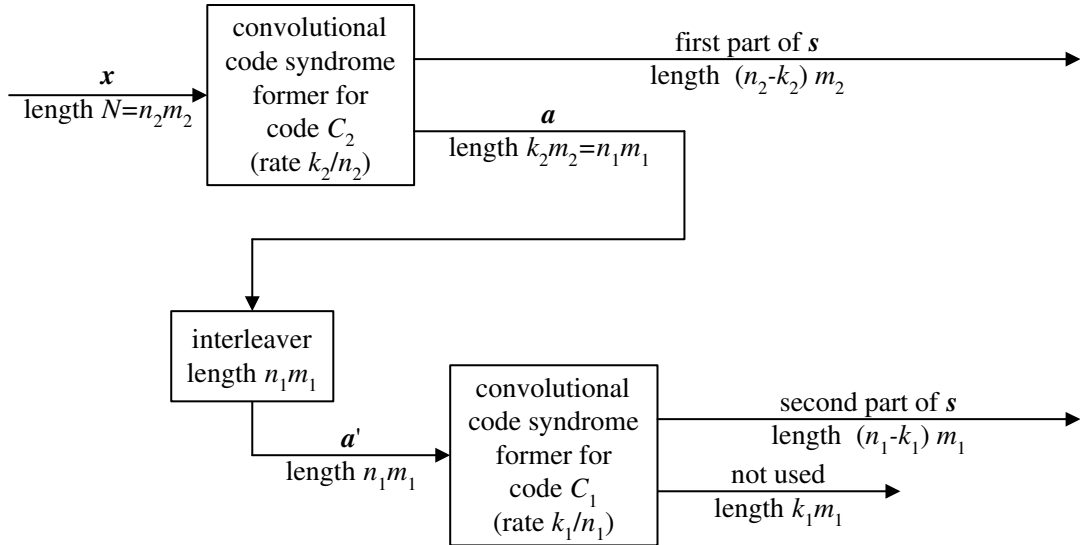 x
length N=n₂m₂
convolutional
code syndrome
former for
code C₂
(rate k₂/n₂)
first part of s
length (n₂-k₂) m₂
a
length k₂m₂=n₁m₁
interleaver
length n₁m₁
a'
length n₁m₁
convolutional
code syndrome
former for
code C₁
(rate k₁/n₁)
second part of s
length (n₁-k₁) m₁
not used
length k₁m₁